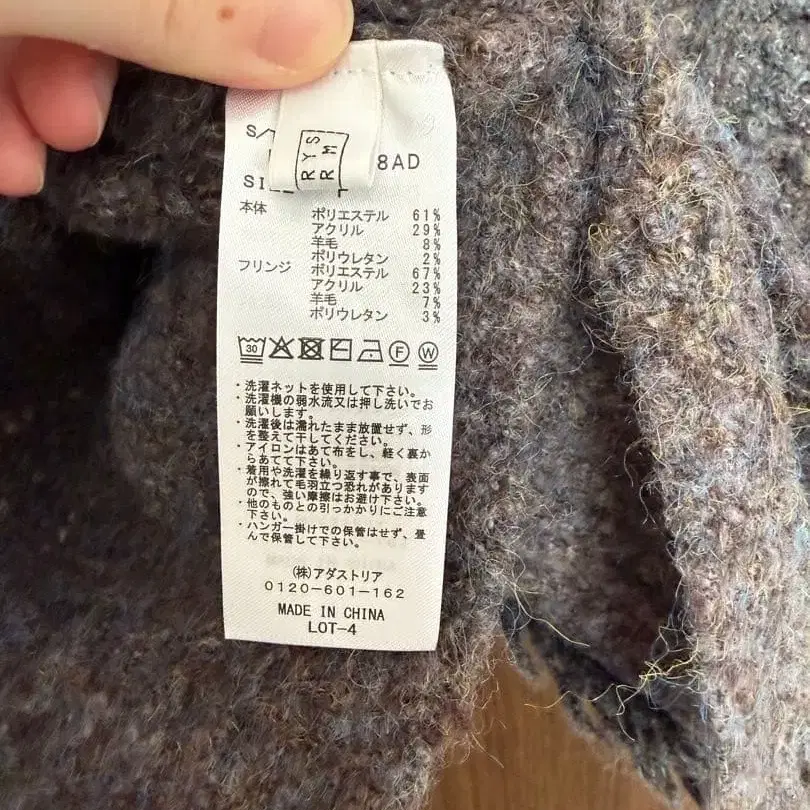 S/
8AD
SI
RYS
RM
本体 ポリエステル 61%
アクリル 29%
羊毛 8%
ポリウレタン 2%
フリンジ ポリエステル 67%
アクリル 23%
羊毛 7%
ポリウレタン 3%
30 F W
・洗濯ネットを使用して下さい。
・洗濯機の弱水流又は押し洗いでお
願いします。
・洗濯後は濡れたまま放置せず、形
を整えて干してください。
・アイロンはあて布をし、軽く裏か
らあてて下さい。
・着用や洗濯を繰り返す事で、表面
が擦れて毛羽立つ恐れがあります
ので、強い摩擦はお避け下さい。
・他のものとの引っかかりにご注意
下さい。
・ハンガー掛けでの保管はせず、畳
んで保管して下さい。
(株)アダストリア
0120-601-162
MADE IN CHINA
LOT-4